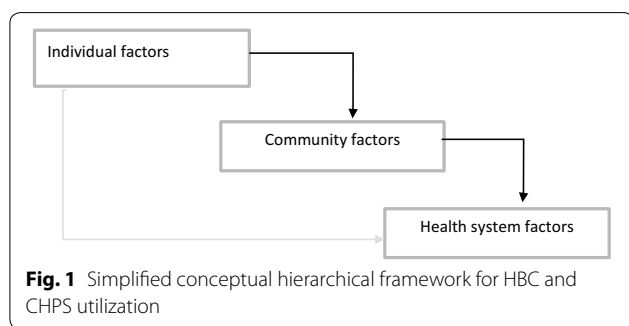 Individual factors
Community factors
Health system factors
Fig. 1 Simplified conceptual hierarchical framework for HBC and
CHPS utilization